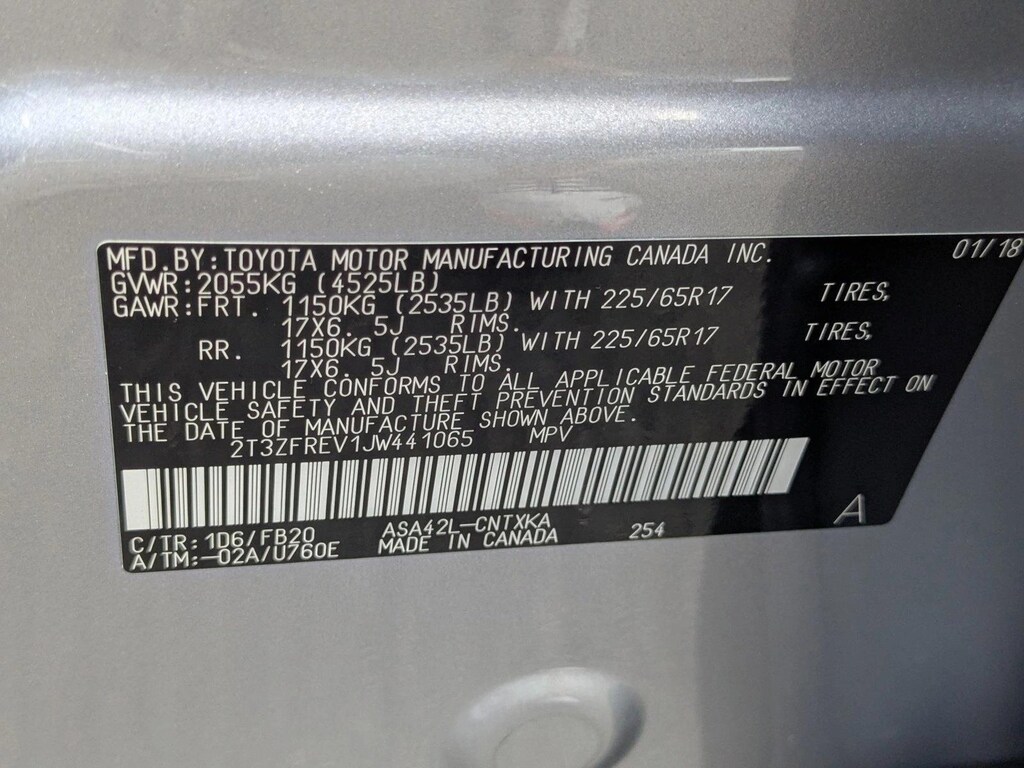 MFD.BY:TOYOTA MOTOR MANUFACTURING CANADA INC. 01/18
GVWR:2055KG (4525LB)
GAWR:FRT. 1150KG (2535LB) WITH 225/65R17 TIRES,
17X6. 5J RIMS.
RR. 1150KG (2535LB) WITH 225/65R17 TIRES,
17X6. 5J RIMS.
THIS VEHICLE CONFORMS TO ALL APPLICABLE FEDERAL MOTOR
VEHICLE SAFETY AND THEFT PREVENTION STANDARDS IN EFFECT ON
THE DATE OF MANUFACTURE SHOWN ABOVE.
2T3ZFREV1JW441065 MPV
C/TR:1D6/FB20 ASA42L-CNTXKA 254 A
A/TM:-02A/U760E MADE IN CANADA